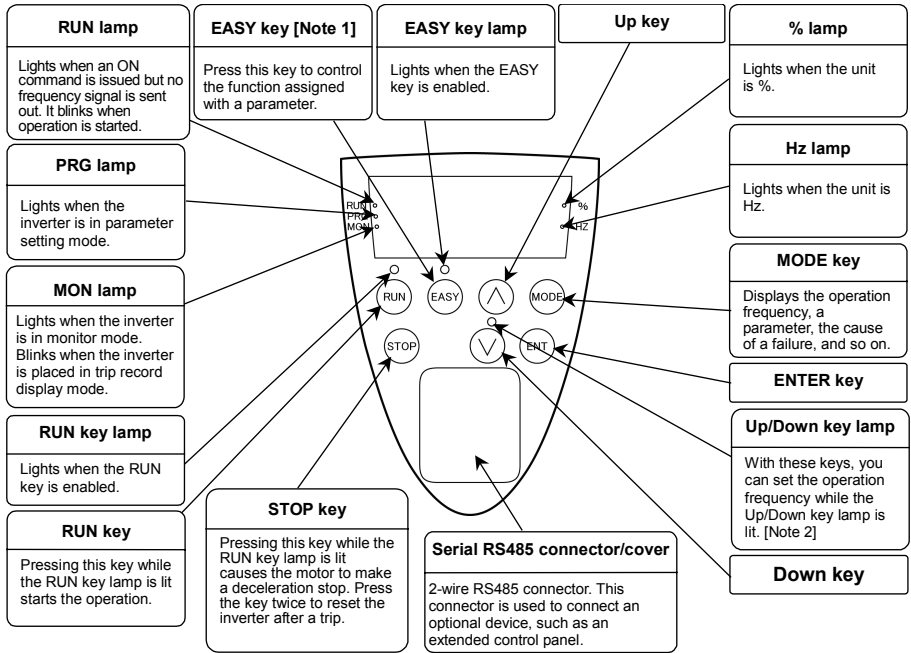 RUN lamp
Lights when an ON
command is issued but no
frequency signal is sent
out. It blinks when
operation is started.
EASY key [Note 1]
Press this key to control
the function assigned
with a parameter.
EASY key lamp
Lights when the EASY
key is enabled.
Up key
% lamp
Lights when the unit
is %.
PRG lamp
Lights when the
inverter is in parameter
setting mode.
Hz lamp
Lights when the unit is
Hz.
MON lamp
Lights when the inverter
is in monitor mode.
Blinks when the inverter
is placed in trip record
display mode.
MODE key
Displays the operation
frequency, a
parameter, the cause
of a failure, and so on.
ENTER key
RUN key lamp
Lights when the RUN
key is enabled.
Up/Down key lamp
With these keys, you
can set the operation
frequency while the
Up/Down key lamp is
lit. [Note 2]
RUN key
Pressing this key while
the RUN key lamp is lit
starts the operation.
STOP key
Pressing this key while the
RUN key lamp is lit
causes the motor to make
a deceleration stop. Press
the key twice to reset the
inverter after a trip.
Serial RS485 connector/cover
2-wire RS485 connector. This
connector is used to connect an
optional device, such as an
extended control panel.
Down key
RUN
PRG
MON
%
HZ
RUN
EASY
MODE
STOP
ENT